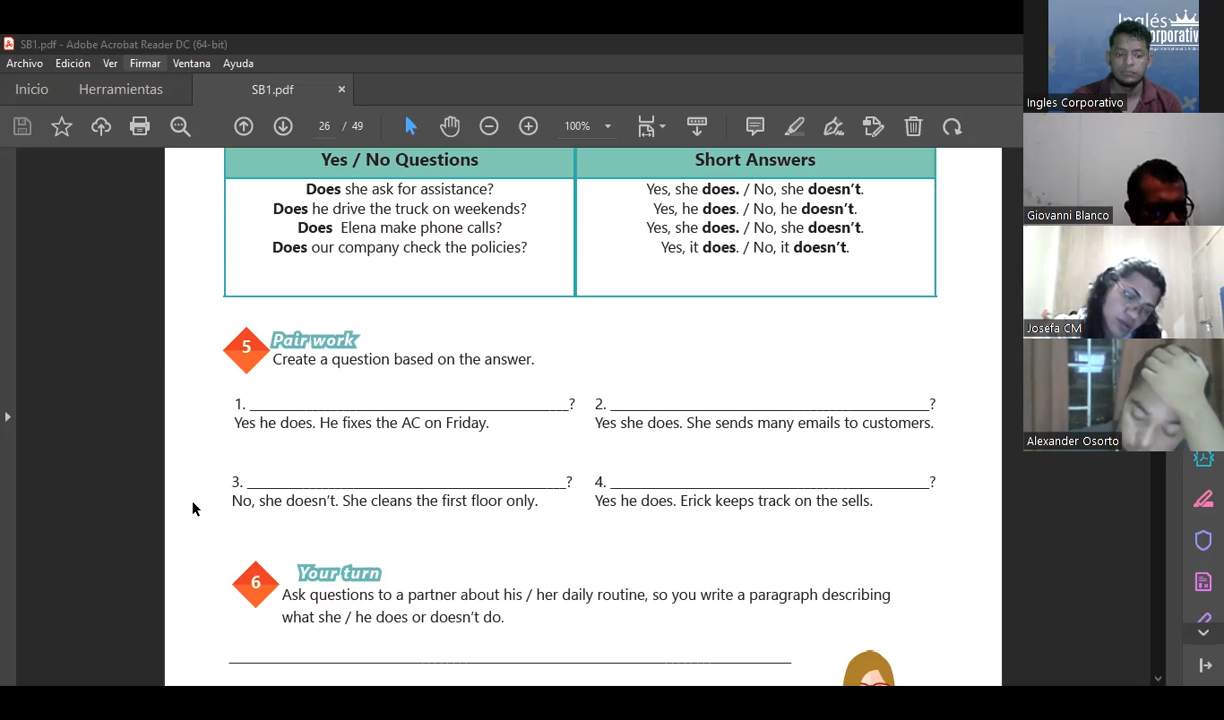 SB1.pdf - Adobe Acrobat Reader DC (64-bit)
Archivo Edición Ver Firmar Ventana Ayuda
Inicio Herramientas SB1.pdf ×
26 / 49 100%
Yes / No Questions Short Answers
Does she ask for assistance? Yes, she does. / No, she doesn't.
Does he drive the truck on weekends? Yes, he does. / No, he doesn't.
Does Elena make phone calls? Yes, she does. / No, she doesn't.
Does our company check the policies? Yes, it does. / No, it doesn't.
5 Pair work
Create a question based on the answer.
1. ________________________________________? 2. ________________________________________?
Yes he does. He fixes the AC on Friday. Yes she does. She sends many emails to customers.
3. ________________________________________? 4. ________________________________________?
No, she doesn't. She cleans the first floor only. Yes he does. Erick keeps track on the sells.
6 Your turn
Ask questions to a partner about his / her daily routine, so you write a paragraph describing
what she / he does or doesn't do.
Inglés
Ingles Corporativo
Giovanni Blanco
Josefa CM
Alexander Osorto